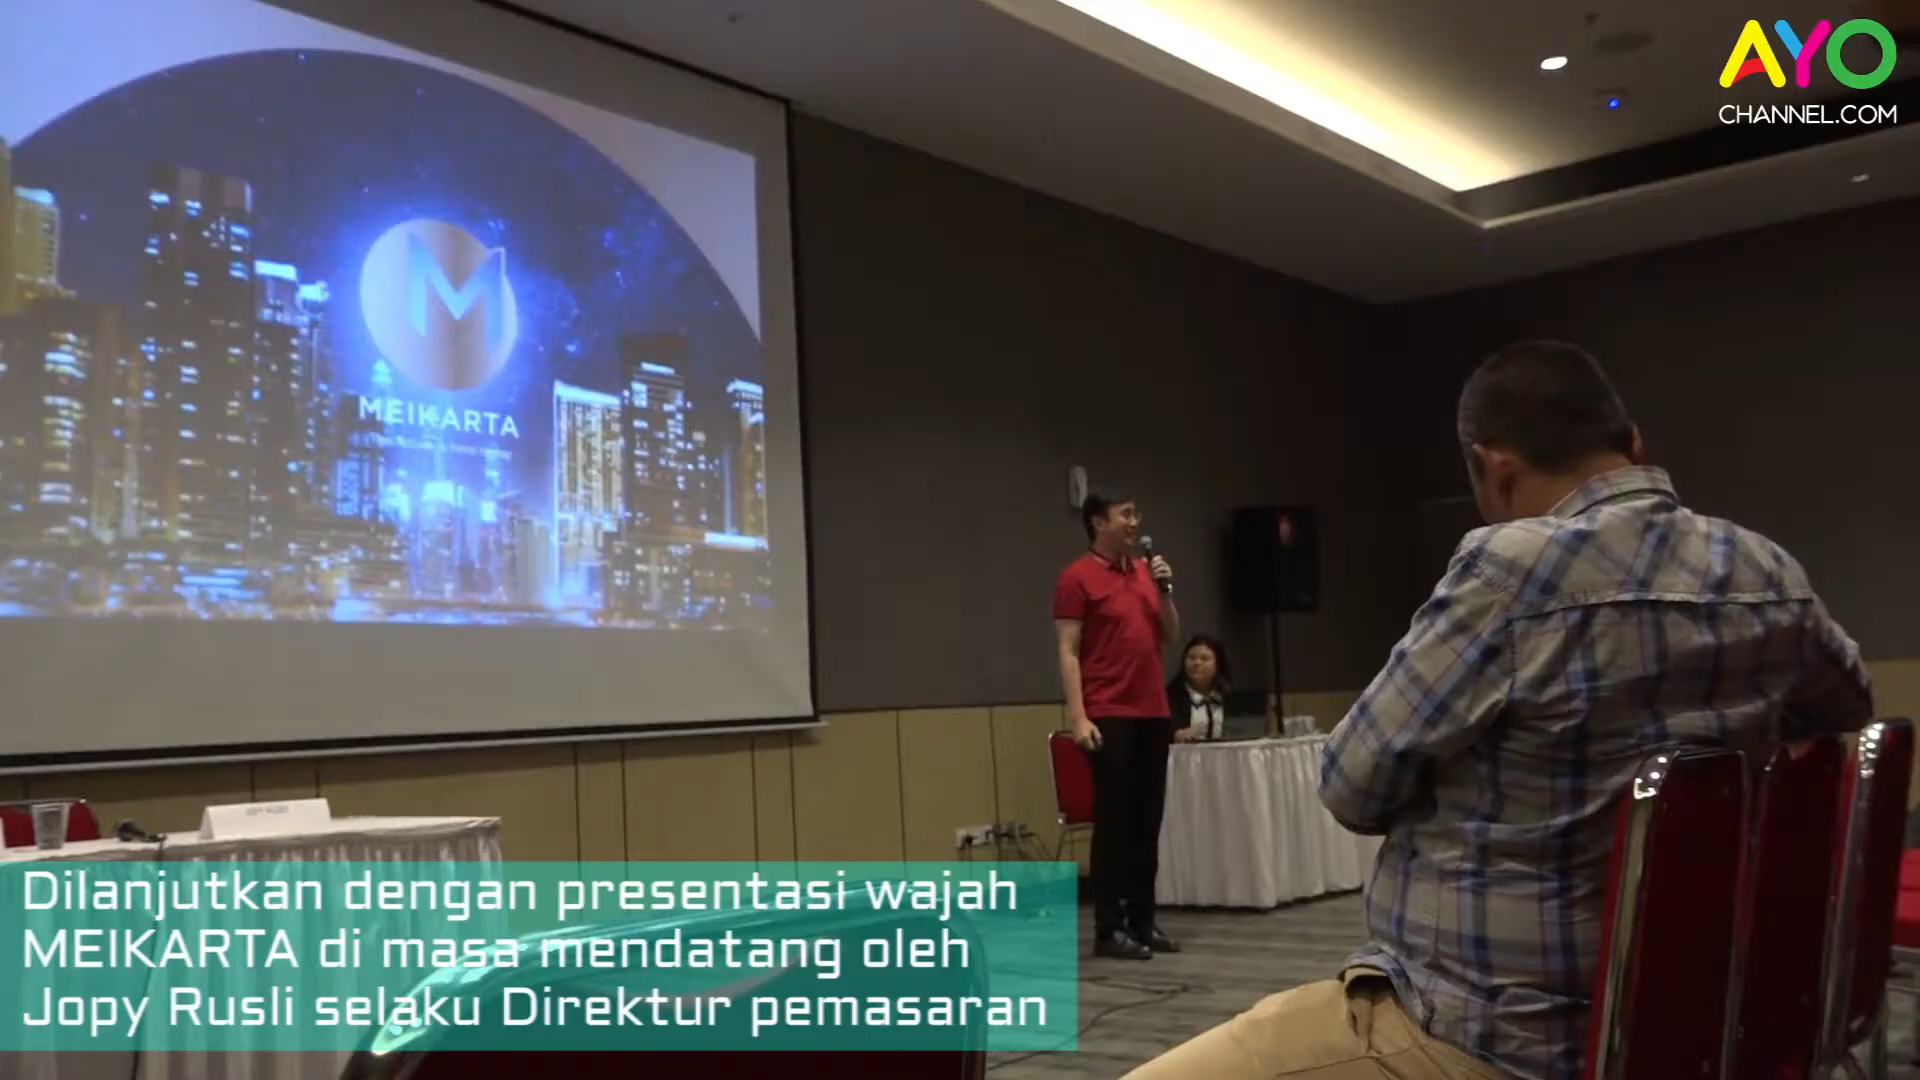 AYO
CHANNEL.COM
M
MEIKARTA
Dilanjutkan dengan presentasi wajah
MEIKARTA di masa mendatang oleh
Jopy Rusli selaku Direktur pemasaran